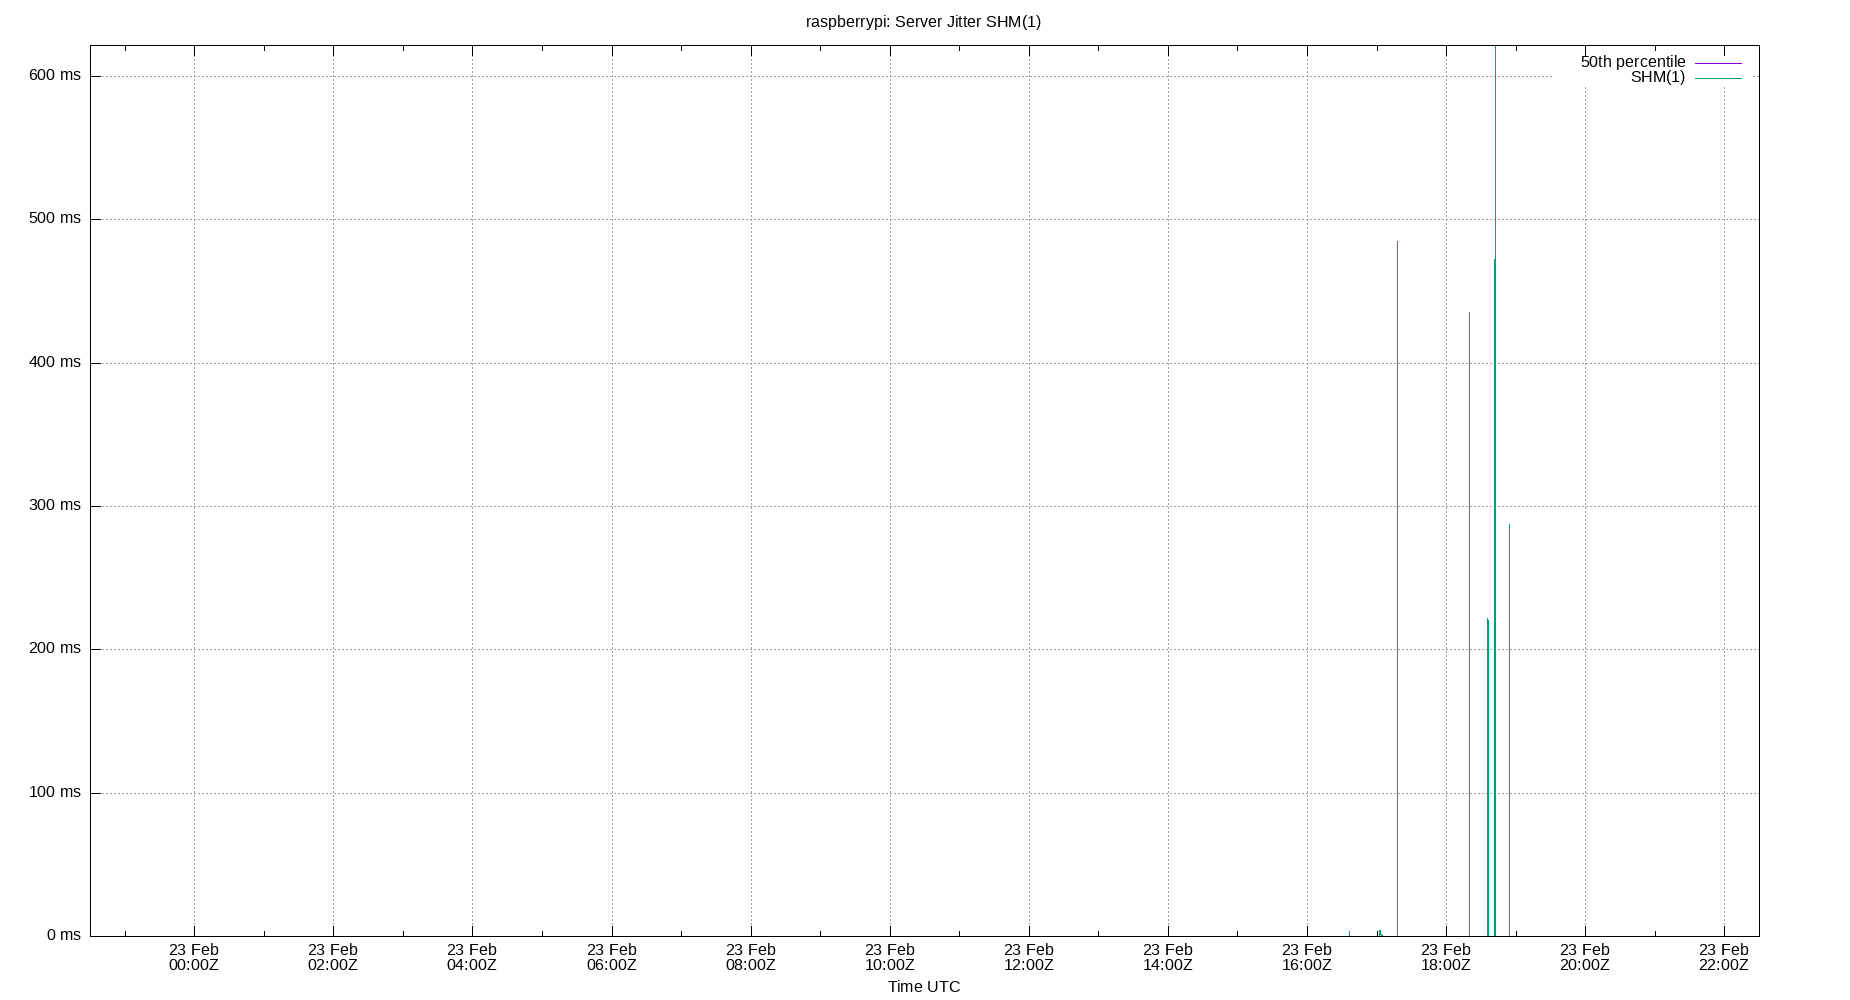 raspberrypi: Server Jitter SHM(1)
50th percentile
SHM(1)
600 ms
500 ms
400 ms
300 ms
200 ms
100 ms
0 ms
23 Feb 23 Feb 23 Feb 23 Feb 23 Feb 23 Feb 23 Feb 23 Feb 23 Feb 23 Feb 23 Feb 23 Feb
00:00Z 02:00Z 04:00Z 06:00Z 08:00Z 10:00Z 12:00Z 14:00Z 16:00Z 18:00Z 20:00Z 22:00Z
Time UTC